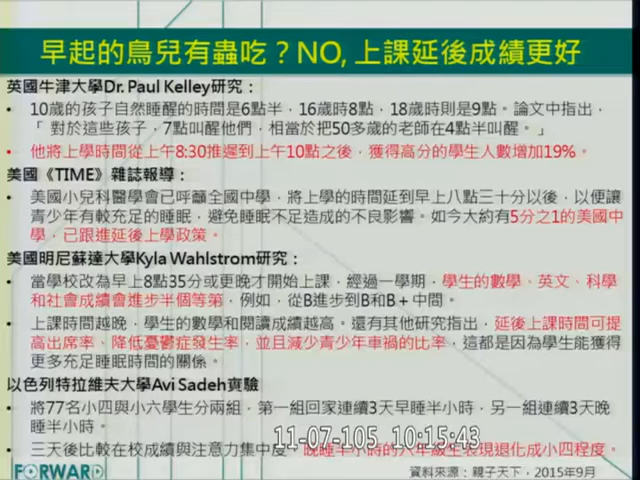 早起的鳥兒有蟲吃？NO, 上課延後成績更好
英國牛津大學Dr. Paul Kelley研究：
• 10歲的孩子自然睡醒的時間是6點半，16歲時8點，18歲時則是9點。論文中指出，
「 對於這些孩子，7點叫醒他們，相當於把50多歲的老師在4點半叫醒。」
• 他將上學時間從上午8:30推遲到上午10點之後，獲得高分的學生人數增加19%。
美國《TIME》雜誌報導：
• 美國小兒科醫學會已呼籲全國中學，將上學的時間延到早上八點三十分以後，以便讓
青少年有較充足的睡眠，避免睡眠不足造成的不良影響。如今大約有5分之1的美國中
學，已跟進延後上學政策。
美國明尼蘇達大學Kyla Wahlstrom研究：
• 當學校改為早上8點35分或更晚才開始上課，經過一學期，學生的數學、英文、科學
和社會成績會進步半個等第，例如，從B進步到B和B+中間。
• 上課時間越晚，學生的數學和閱讀成績越高。還有其他研究指出，延後上課時間可提
高出席率、降低憂鬱症發生率，並且減少青少年車禍的比率，這都是因為學生能獲得
更多充足睡眠時間的關係。
以色列特拉維夫大學Avi Sadeh實驗
• 將77名小四與小六學生分兩組，第一組回家連續3天早睡半小時，另一組連續3天晚
睡半小時。
• 三天後比較在校成績與注意力集中度，晚睡半小時的六年級生表現退化成小四程度。
11-07-105 10:15:43
FORWARD
資料來源：親子天下，2015年9月